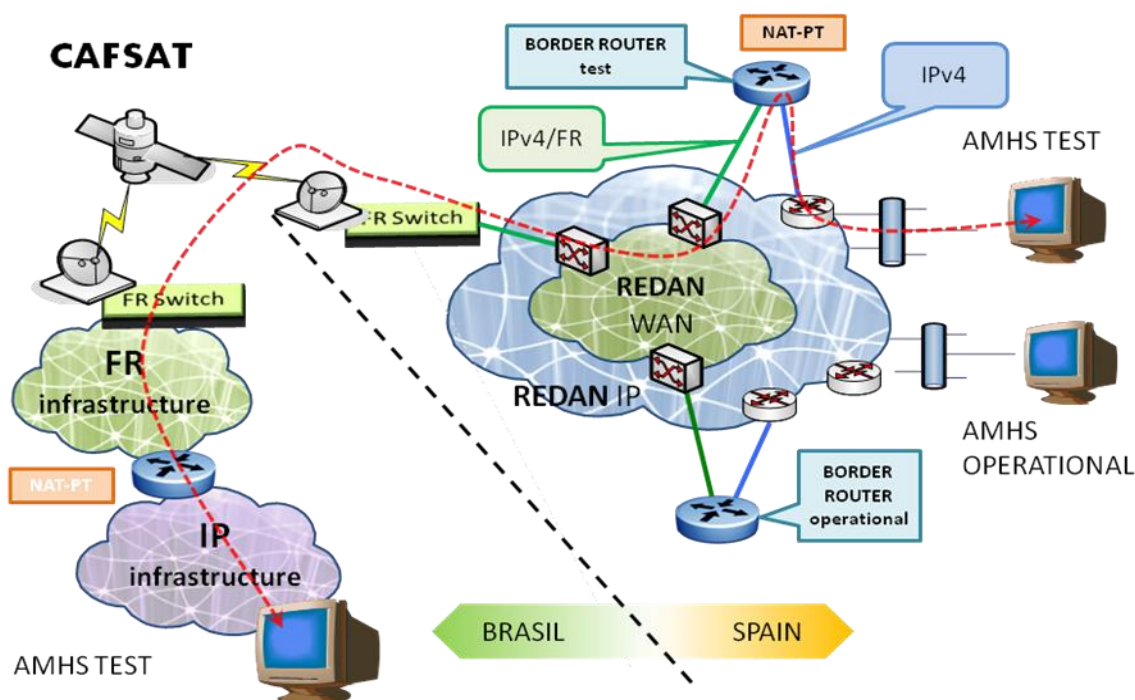 CAFSAT
BORDER ROUTER
test
NAT-PT
IPv4
IPv4/FR
AMHS TEST
FR Switch
FR Switch
REDAN
WAN
FR
infrastructure
REDAN IP
AMHS
OPERATIONAL
NAT-PT
BORDER
ROUTER
operational
IP
infrastructure
BRASIL
SPAIN
AMHS TEST